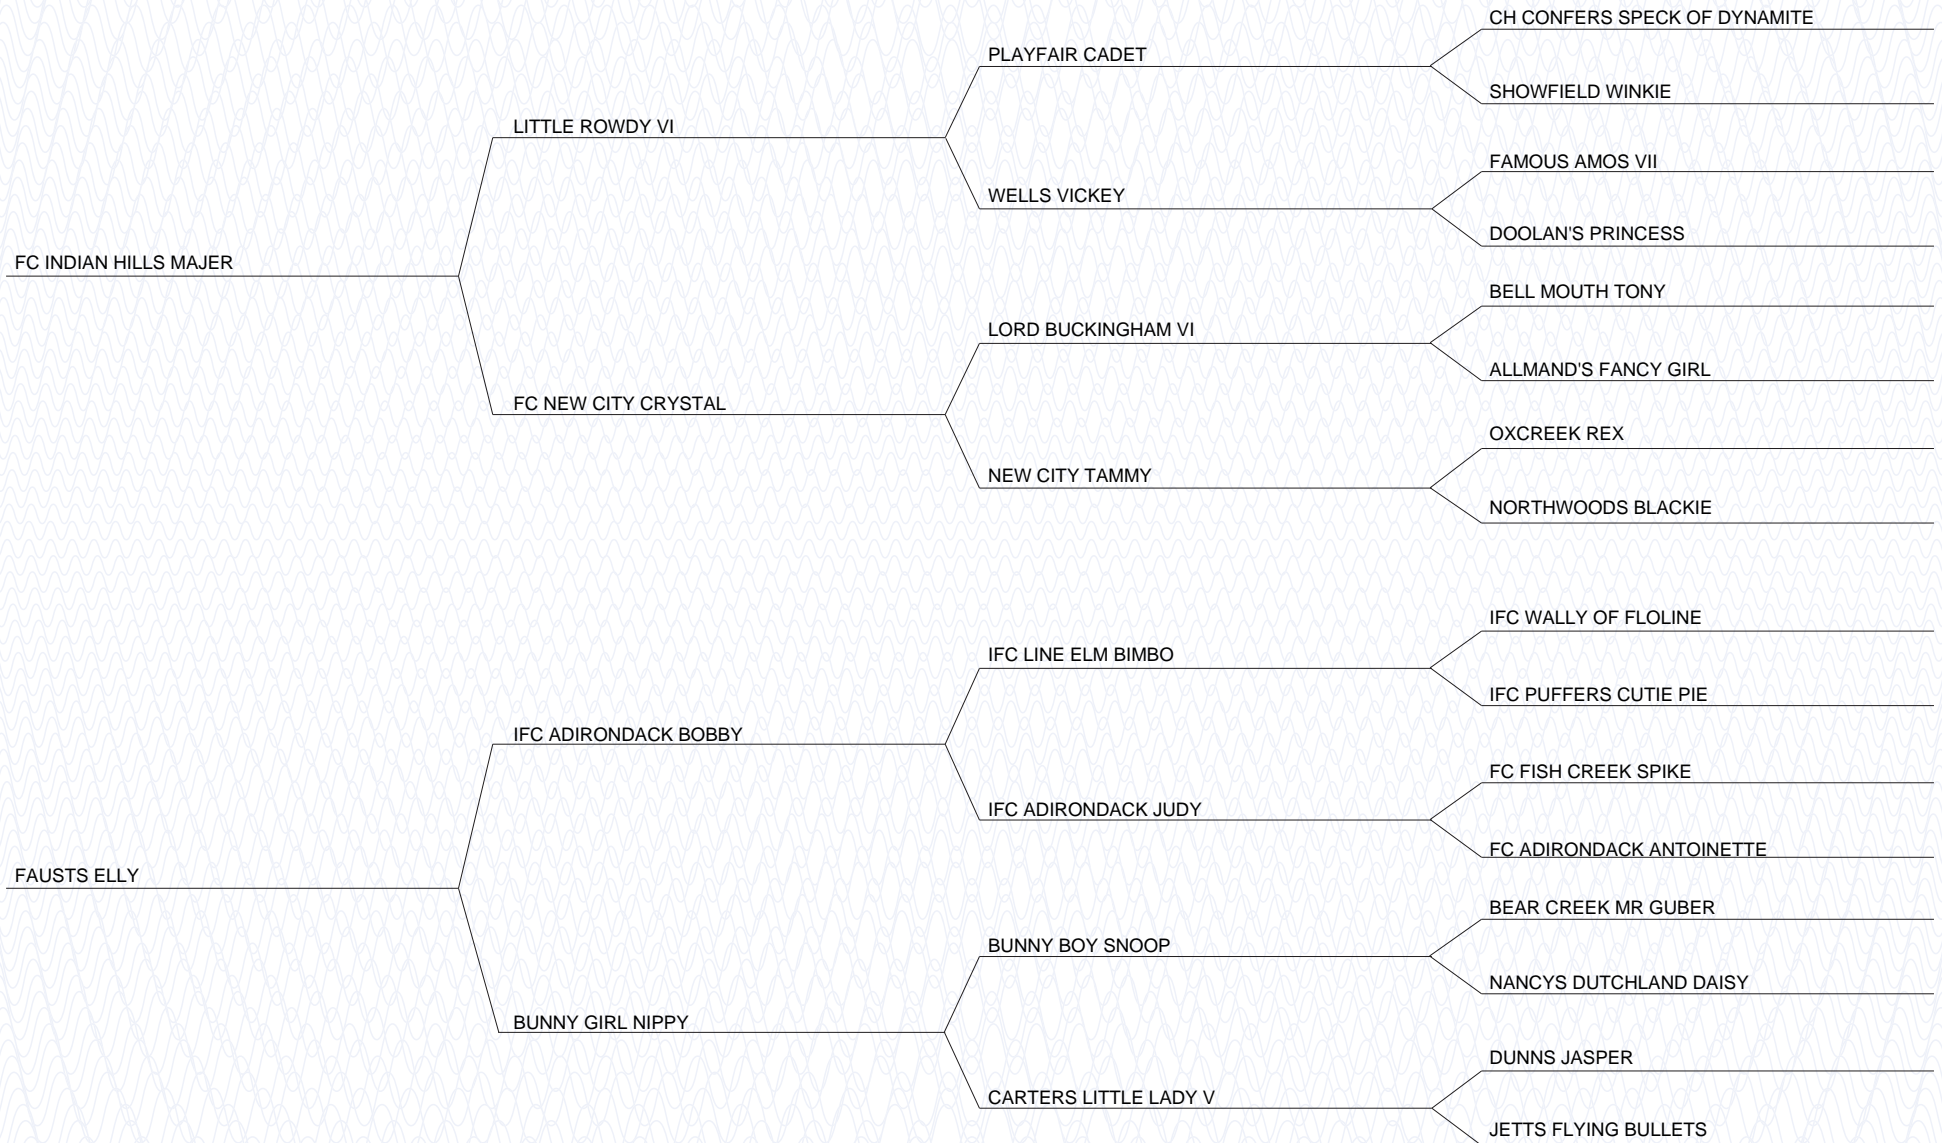 CH CONFERS SPECK OF DYNAMITE
PLAYFAIR CADET
SHOWFIELD WINKIE
LITTLE ROWDY VI
FAMOUS AMOS VII
WELLS VICKEY
DOOLAN'S PRINCESS
FC INDIAN HILLS MAJER
BELL MOUTH TONY
LORD BUCKINGHAM VI
ALLMAND'S FANCY GIRL
FC NEW CITY CRYSTAL
OXCREEK REX
NEW CITY TAMMY
NORTHWOODS BLACKIE
IFC WALLY OF FLOLINE
IFC LINE ELM BIMBO
IFC PUFFERS CUTIE PIE
IFC ADIRONDACK BOBBY
FC FISH CREEK SPIKE
IFC ADIRONDACK JUDY
FC ADIRONDACK ANTOINETTE
FAUSTS ELLY
BEAR CREEK MR GUBER
BUNNY BOY SNOOP
NANCYS DUTCHLAND DAISY
BUNNY GIRL NIPPY
DUNNS JASPER
CARTERS LITTLE LADY V
JETTS FLYING BULLETS